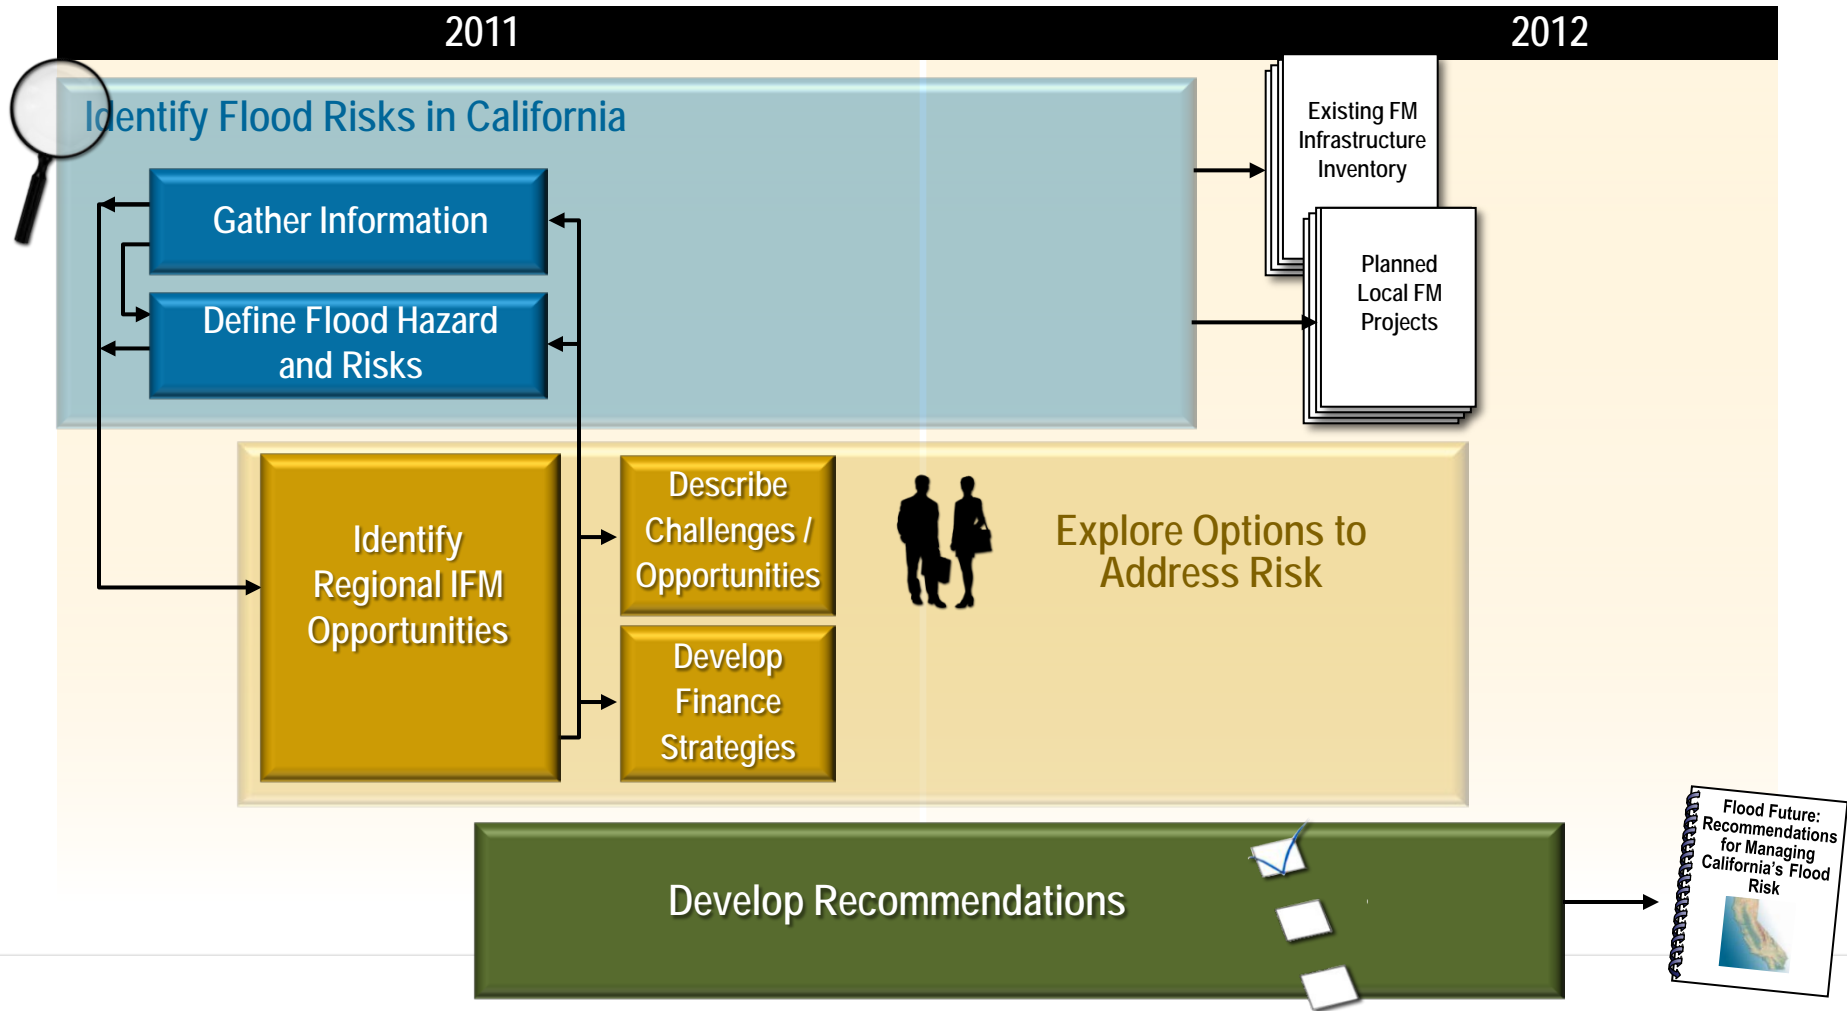 2011
2012
Identify Flood Risks in California
Gather Information
Define Flood Hazard
and Risks
Existing FM
Infrastructure
Inventory
Planned
Local FM
Projects
Identify
Regional IFM
Opportunities
Describe
Challenges /
Opportunities
Develop
Finance
Strategies
Explore Options to
Address Risk
Develop Recommendations
Flood Future:
Recommendations
for Managing
California's Flood
Risk